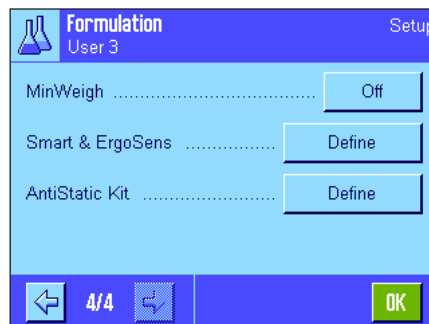 Formulation Setup
User 3
MinWeigh ................................... Off
Smart & ErgoSens ................ Define
AntiStatic Kit ........................ Define
4/4 OK